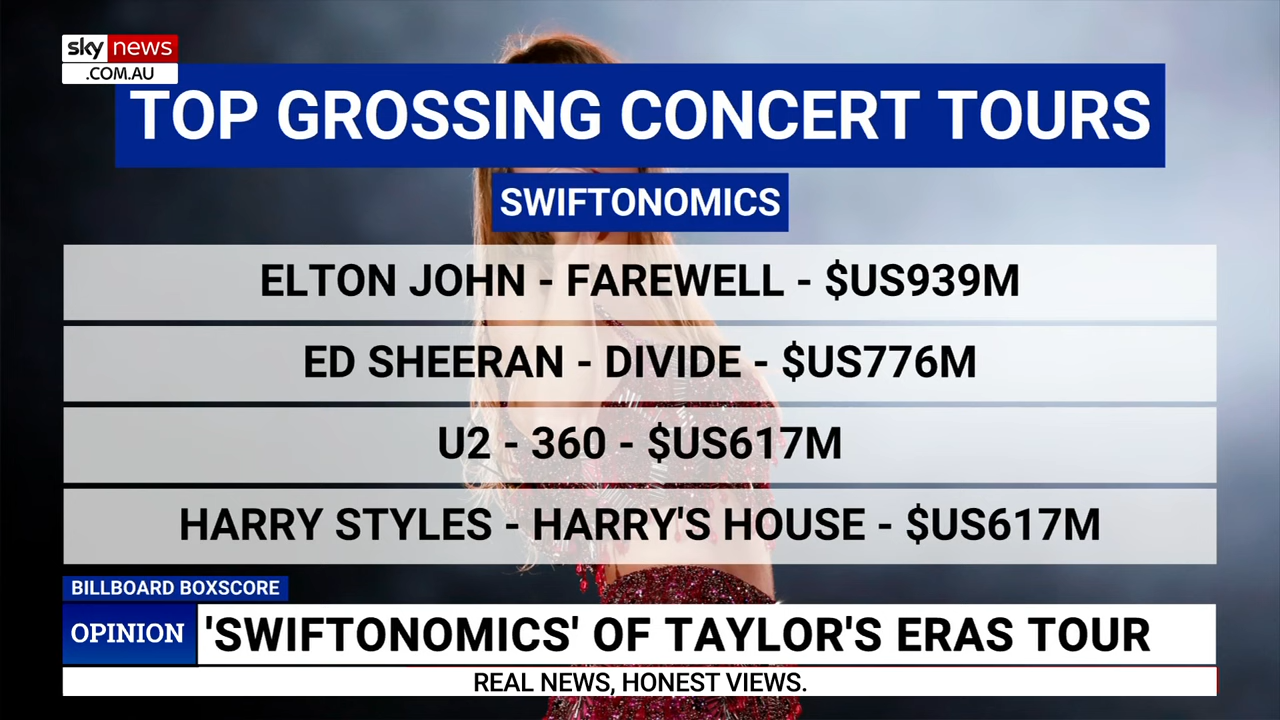 sky news
.COM.AU
TOP GROSSING CONCERT TOURS
SWIFTONOMICS
ELTON JOHN - FAREWELL - $US939M
ED SHEERAN - DIVIDE - $US776M
U2 - 360 - $US617M
HARRY STYLES - HARRY'S HOUSE - $US617M
BILLBOARD BOXSCORE
OPINION 'SWIFTONOMICS' OF TAYLOR'S ERAS TOUR
REAL NEWS, HONEST VIEWS.